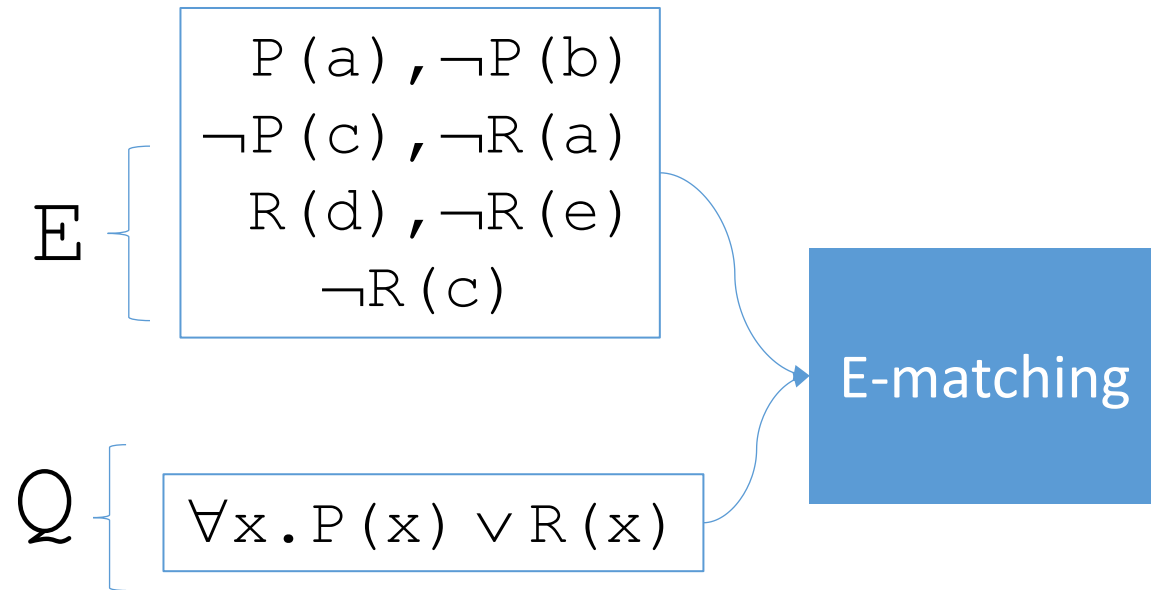 P(a),¬P(b)
¬P(c),¬R(a)
R(d),¬R(e)
¬R(c)
E
E-matching
Q
∀x.P(x)∨R(x)